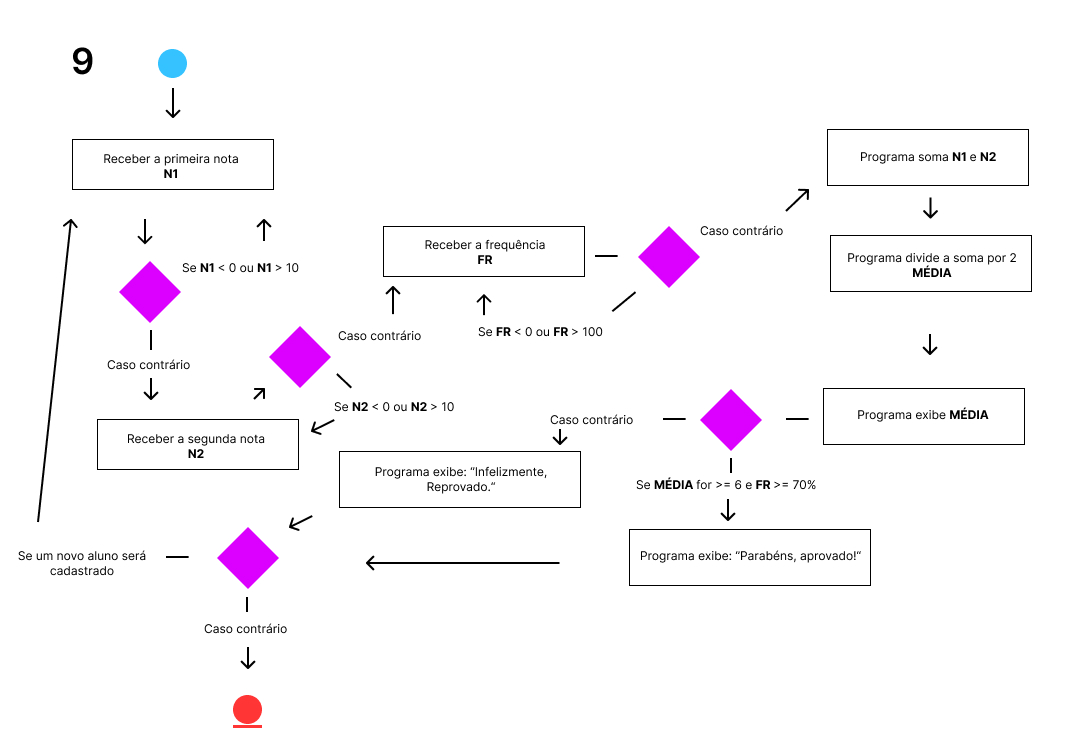 9
Receber a primeira nota
N1
Se N1 < 0 ou N1 > 10
Caso contrário
Receber a segunda nota
N2
Caso contrário
Se N2 < 0 ou N2 > 10
Receber a frequência
FR
Se FR < 0 ou FR > 100
Caso contrário
Programa soma N1 e N2
Programa divide a soma por 2
MÉDIA
Programa exibe MÉDIA
Caso contrário
Se MÉDIA for >= 6 e FR >= 70%
Programa exibe: “Infelizmente,
Reprovado.“
Programa exibe: “Parabéns, aprovado!“
Se um novo aluno será
cadastrado
Caso contrário